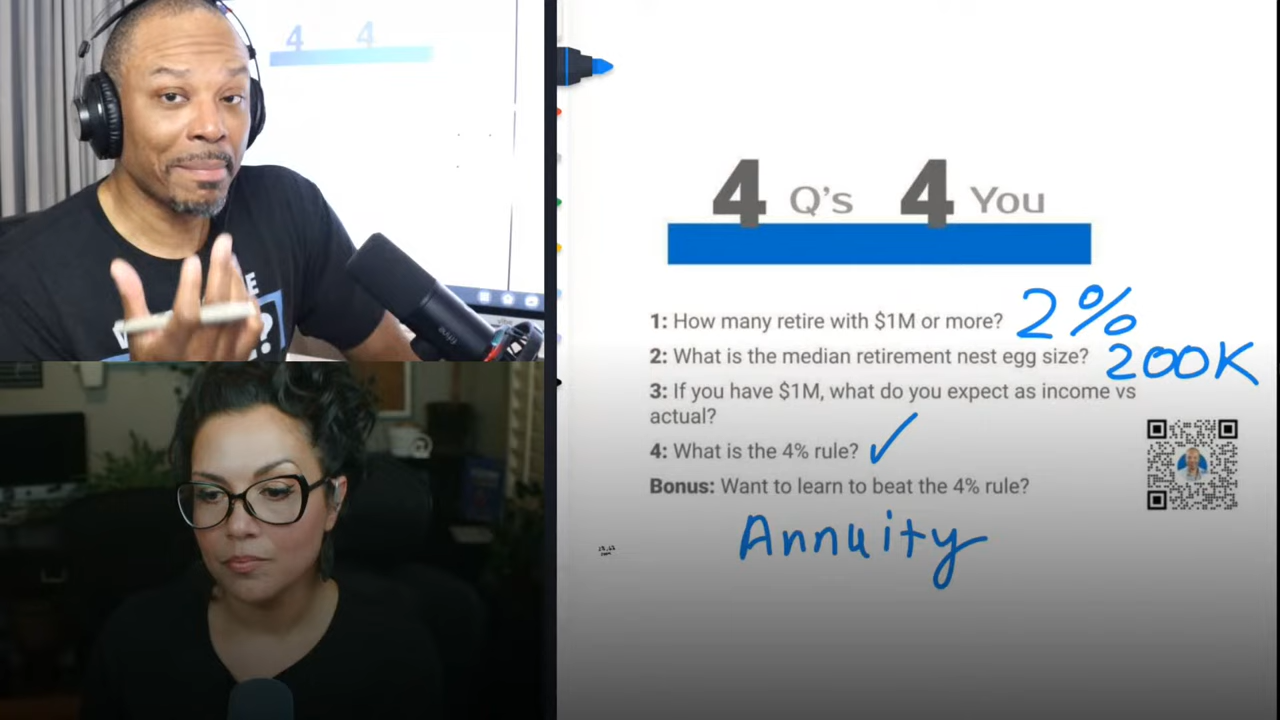 4 4
4 Q's 4 You
1: How many retire with $1M or more? 2%
2: What is the median retirement nest egg size? 200K
3: If you have $1M, what do you expect as income vs
actual?
4: What is the 4% rule? ✓
Bonus: Want to learn to beat the 4% rule?
Annuity